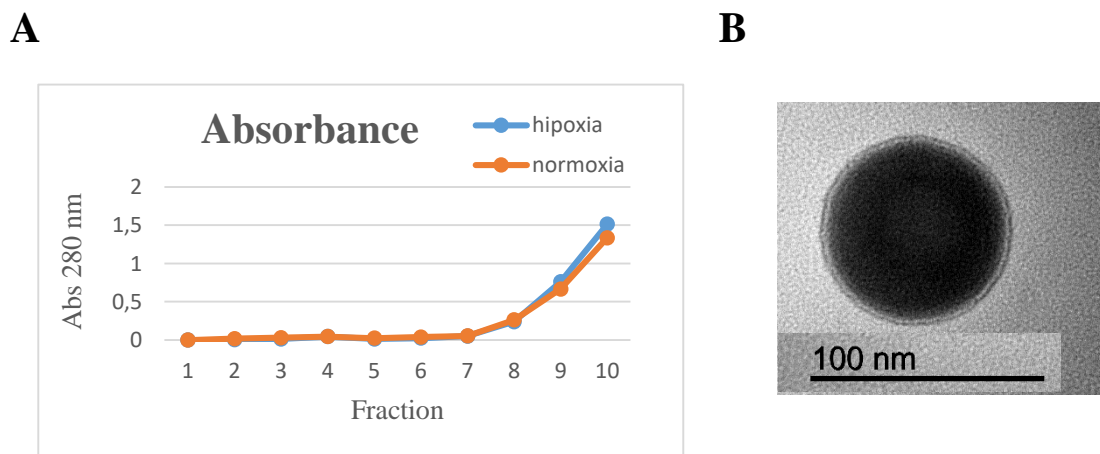 A
B
Absorbance
hipoxia
normoxia
Abs 280 nm
2
1,5
1
0,5
0
1 2 3 4 5 6 7 8 9 10
Fraction
100 nm